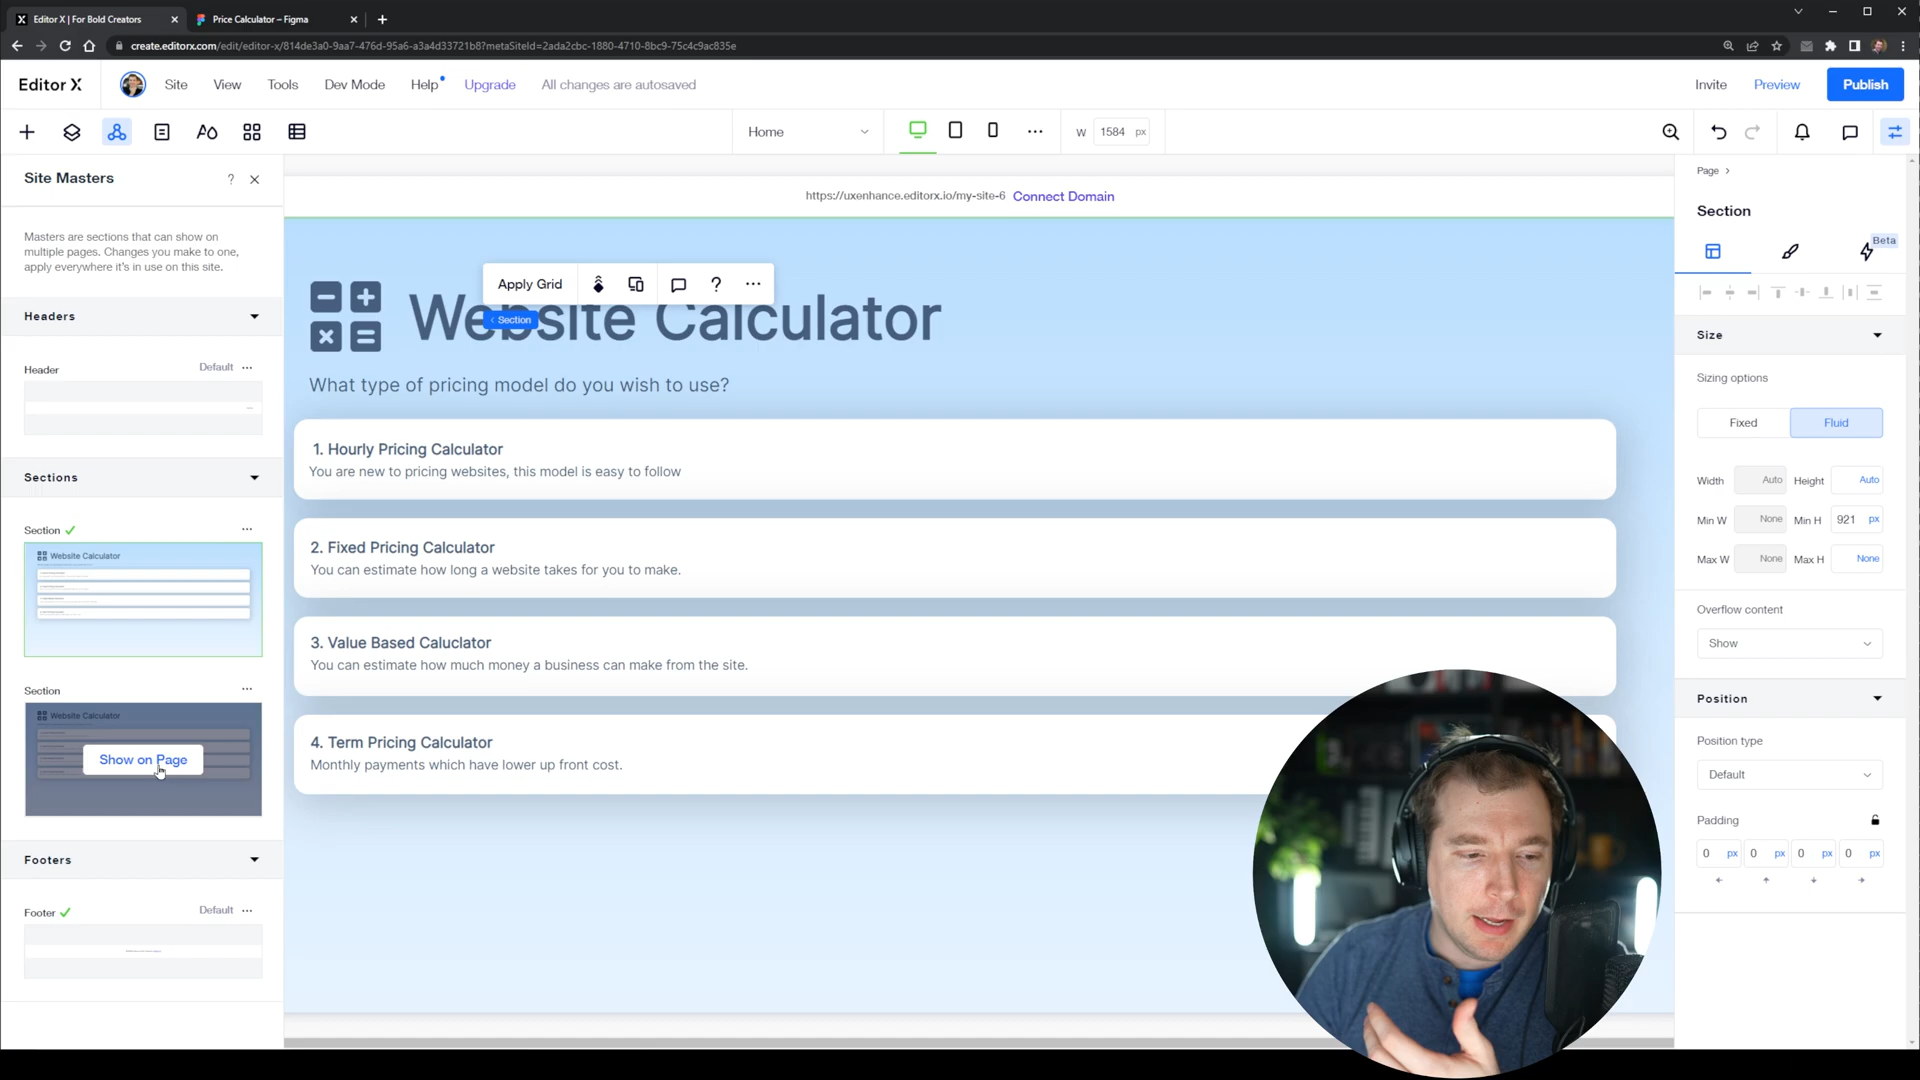 Editor X | For Bold Creators
Price Calculator – Figma
create.editorx.com/edit/editor-x/814de3a0-9aa7-476d-95a6-a3a4d33721b8?metaSiteId=2ada2cbc-1880-4710-8bc9-75c4c9ac835e
Editor X
Site
View
Tools
Dev Mode
Help
Upgrade
All changes are autosaved
Invite
Preview
Publish
Home
W 1584 px
Site Masters
?
Masters are sections that can show on
multiple pages. Changes you make to one,
apply everywhere it's in use on this site.
Headers
Header
Default
Sections
Section
Website Calculator
Section
Website Calculator
Show on Page
Footers
Footer
Default
https://uxenhance.editorx.io/my-site-6 Connect Domain
Apply Grid
?
< Section
Website Calculator
What type of pricing model do you wish to use?
1. Hourly Pricing Calculator
You are new to pricing websites, this model is easy to follow
2. Fixed Pricing Calculator
You can estimate how long a website takes for you to make.
3. Value Based Caluclator
You can estimate how much money a business can make from the site.
4. Term Pricing Calculator
Monthly payments which have lower up front cost.
Page >
Section
Beta
Size
Sizing options
Fixed
Fluid
Width Auto Height Auto
Min W None Min H 921 px
Max W None Max H None
Overflow content
Show
Position
Position type
Default
Padding
0 px 0 px 0 px 0 px